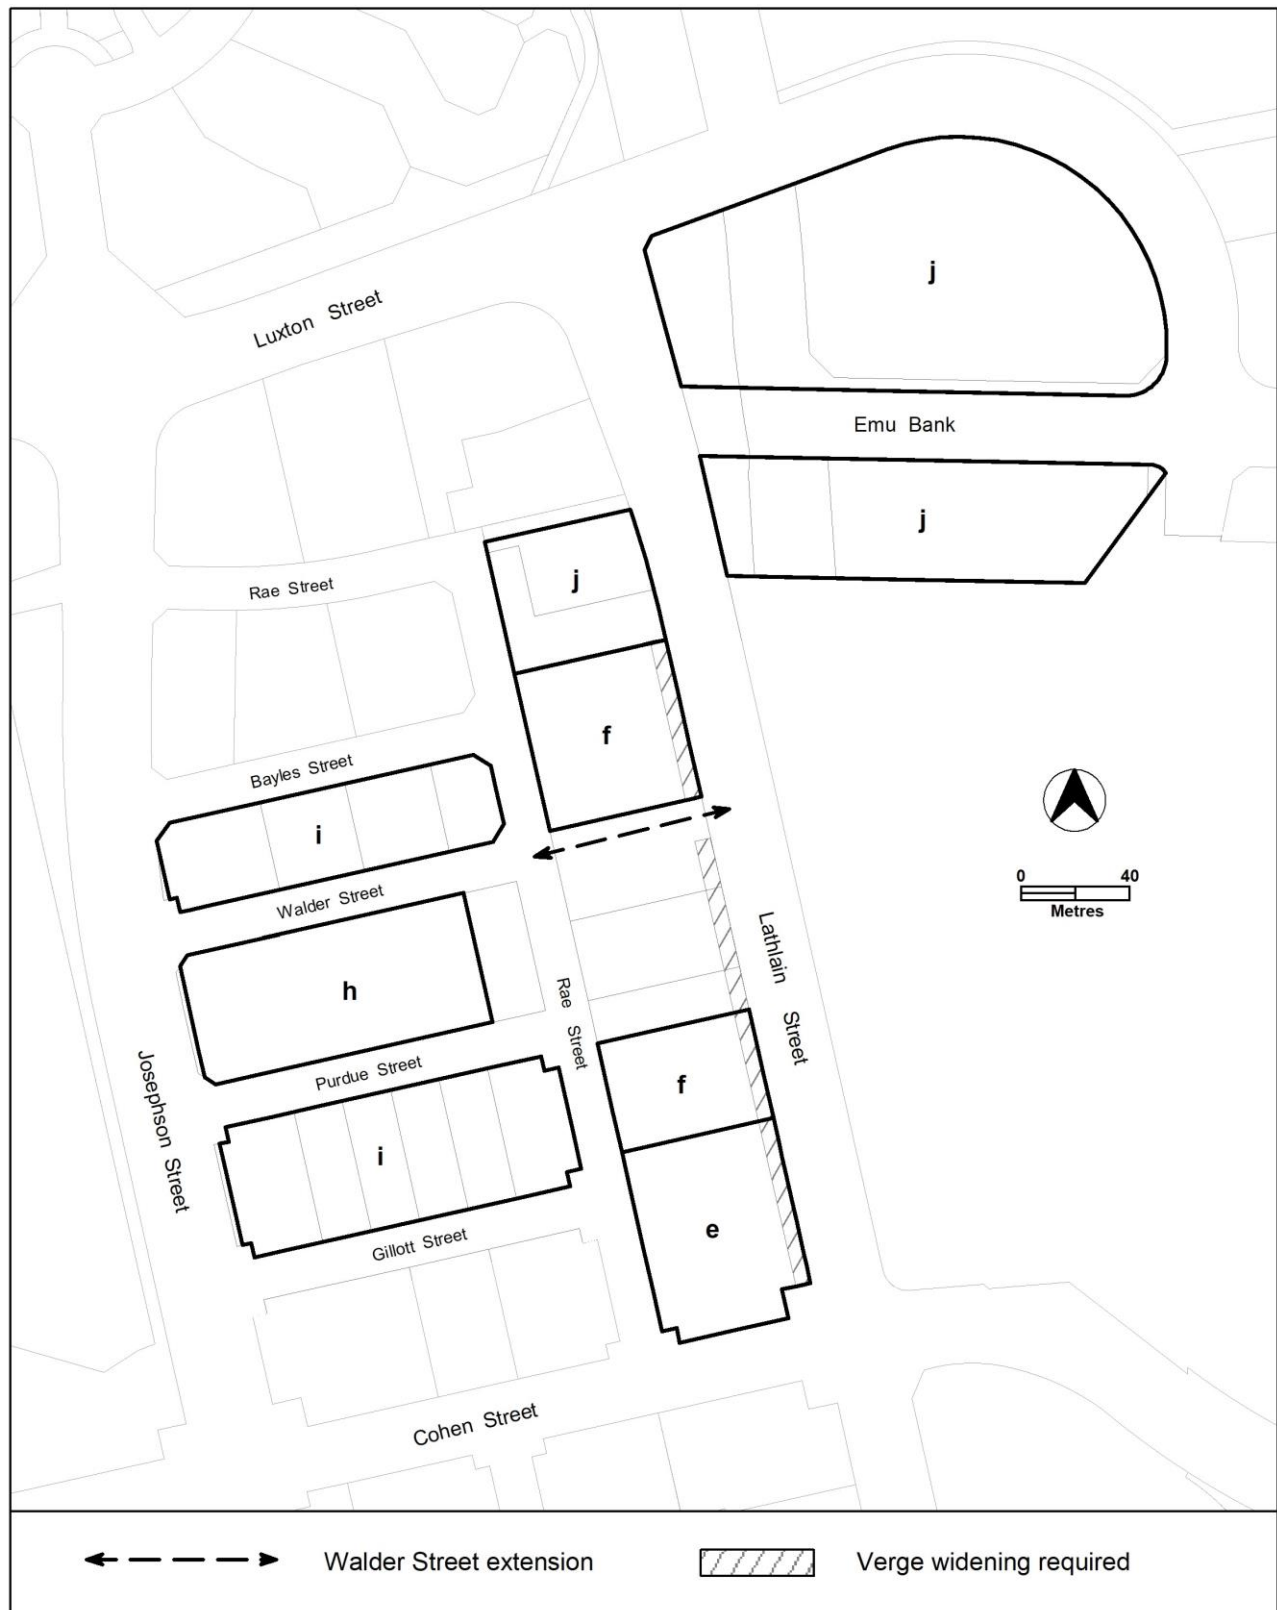 j
Luxton Street
Emu Bank
j
j
Rae Street
f
Bayles Street
i
Walder Street
0 40
Metres
h
Lathlain Street
Rae Street
Purdue Street
Josephson Street
f
i
e
Gillott Street
Cohen Street
Walder Street extension
Verge widening required